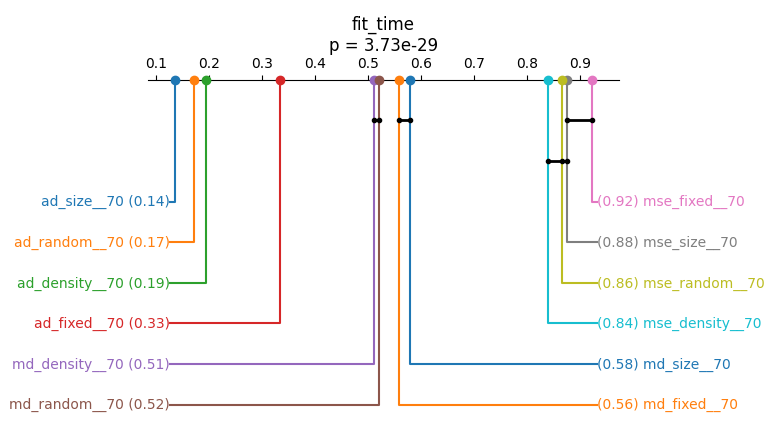 fit_time
p = 3.73e-29
0.1 0.2 0.3 0.4 0.5 0.6 0.7 0.8 0.9
ad_size__70 (0.14) (0.92) mse_fixed__70
ad_random__70 (0.17) (0.88) mse_size__70
ad_density__70 (0.19) (0.86) mse_random__70
ad_fixed__70 (0.33) (0.84) mse_density__70
md_density__70 (0.51) (0.58) md_size__70
md_random__70 (0.52) (0.56) md_fixed__70